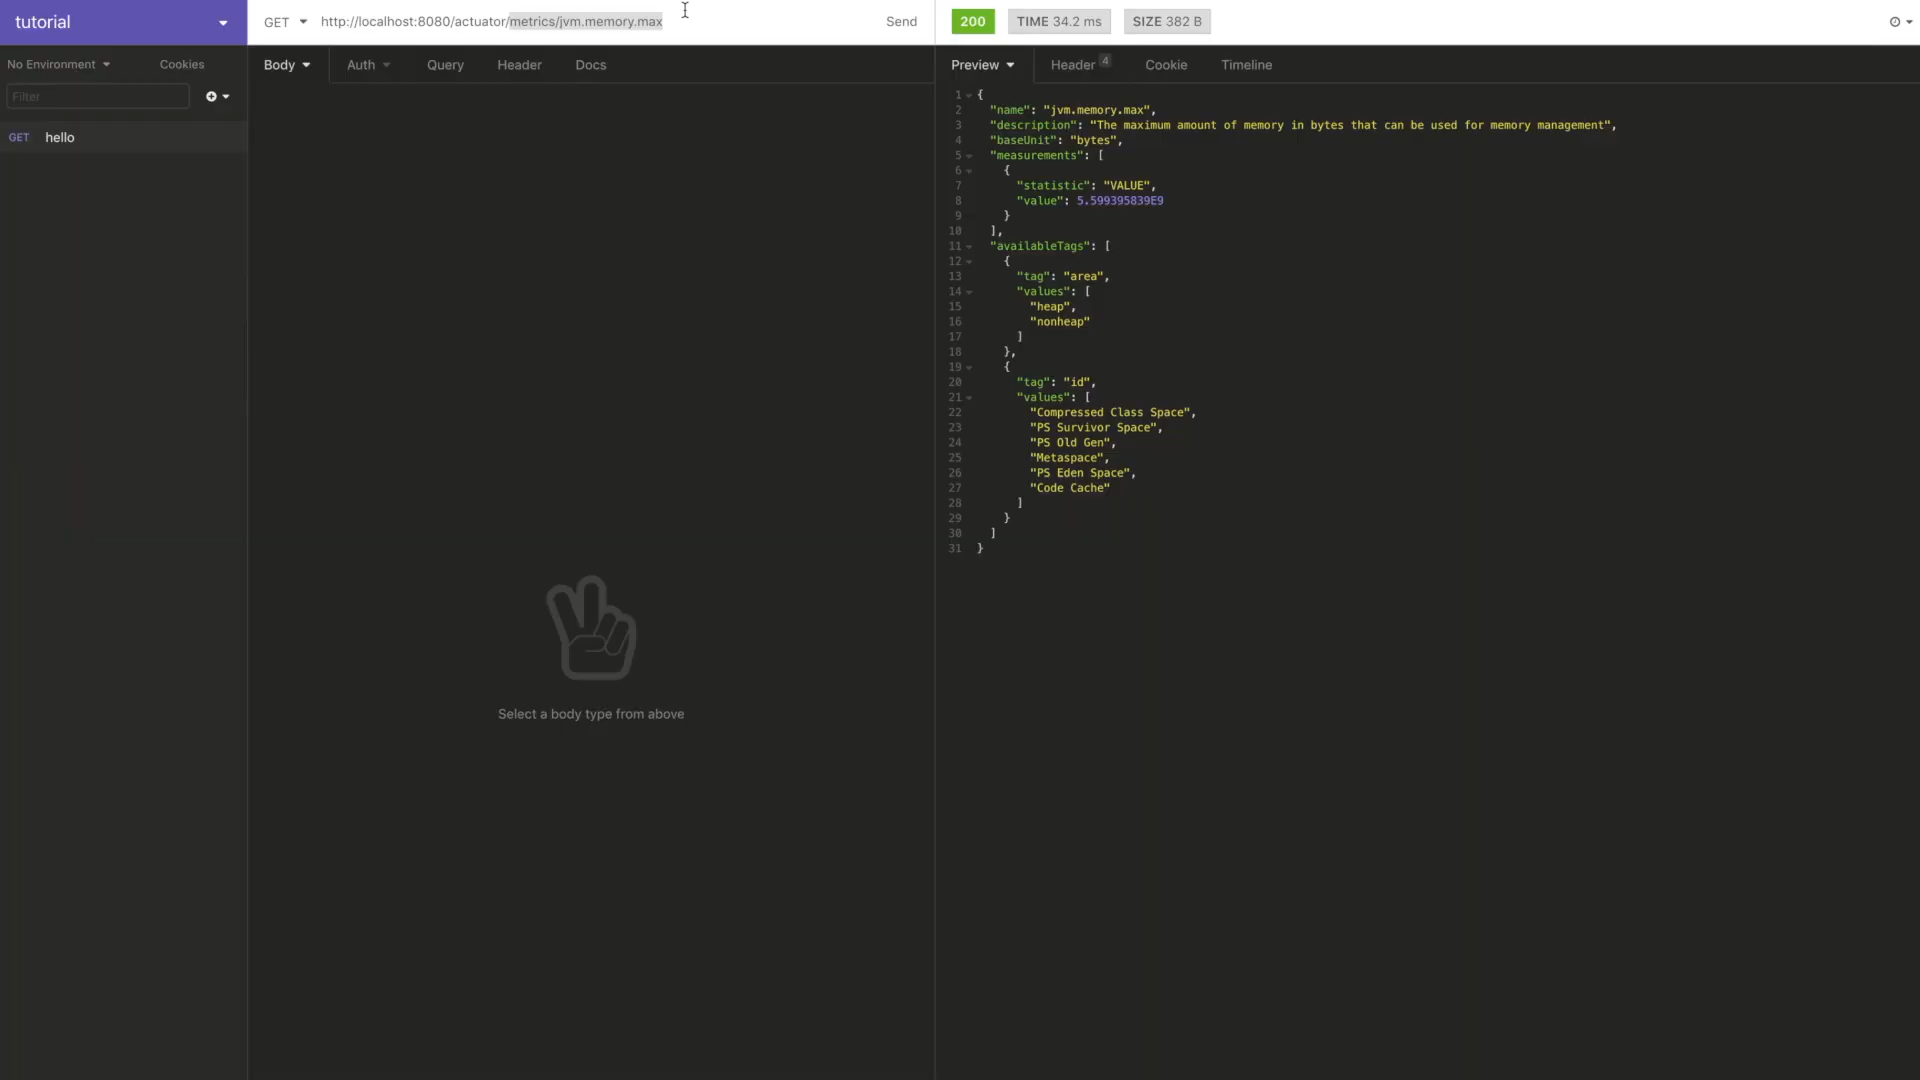 tutorial
GET http://localhost:8080/actuator/metrics/jvm.memory.max Send
200 TIME 34.2 ms SIZE 382 B
No Environment Cookies
Filter
GET hello
Body Auth Query Header Docs
Select a body type from above
Preview Header 4 Cookie Timeline
1 {
2 "name": "jvm.memory.max",
3 "description": "The maximum amount of memory in bytes that can be used for memory management",
4 "baseUnit": "bytes",
5 "measurements": [
6 {
7 "statistic": "VALUE",
8 "value": 5.599395839E9
9 }
10 ],
11 "availableTags": [
12 {
13 "tag": "area",
14 "values": [
15 "heap",
16 "nonheap"
17 ]
18 },
19 {
20 "tag": "id",
21 "values": [
22 "Compressed Class Space",
23 "PS Survivor Space",
24 "PS Old Gen",
25 "Metaspace",
26 "PS Eden Space",
27 "Code Cache"
28 ]
29 }
30 ]
31 }